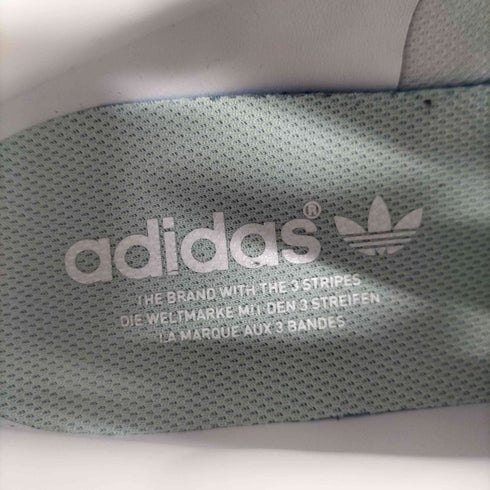 adidas®
THE BRAND WITH THE 3 STRIPES
DIE WELTMARKE MIT DEN 3 STREIFEN
LA MARQUE AUX 3 BANDES